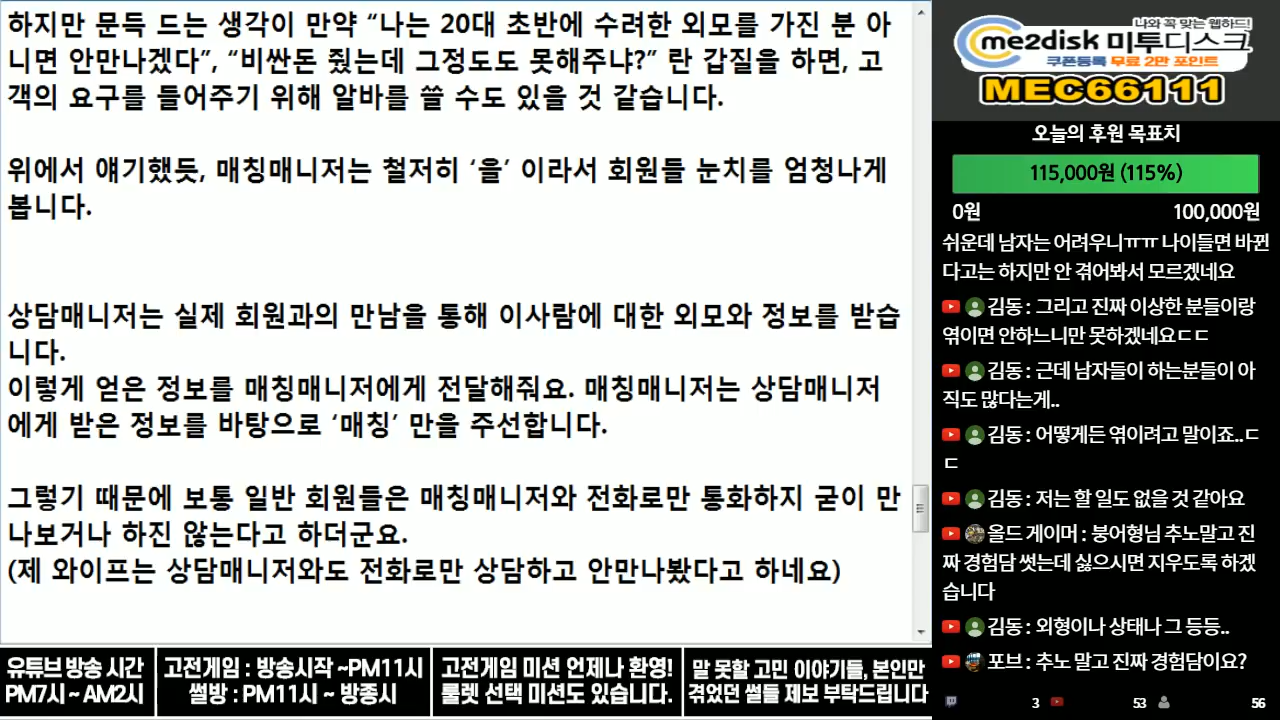 하지만 문득 드는 생각이 만약 “나는 20대 초반에 수려한 외모를 가진 분 아
니면 안만나겠다”, “비싼돈 줬는데 그정도도 못해주냐?” 란 갑질을 하면, 고
객의 요구를 들어주기 위해 알바를 쓸 수도 있을 것 같습니다.
위에서 얘기했듯, 매칭매니저는 철저히 ‘을’ 이라서 회원들 눈치를 엄청나게
봅니다.
상담매니저는 실제 회원과의 만남을 통해 이사람에 대한 외모와 정보를 받습
니다.
이렇게 얻은 정보를 매칭매니저에게 전달해줘요. 매칭매니저는 상담매니저
에게 받은 정보를 바탕으로 ‘매칭’ 만을 주선합니다.
그렇기 때문에 보통 일반 회원들은 매칭매니저와 전화로만 통화하지 굳이 만
나보거나 하진 않는다고 하더군요.
(제 와이프는 상담매니저와도 전화로만 상담하고 안만나봤다고 하네요)
유튜브 방송 시간
PM7시 ~ AM2시
고전게임 : 방송시작 ~PM11시
썰방 : PM11시 ~ 방종시
고전게임 미션 언제나 환영!
룰렛 선택 미션도 있습니다.
말 못할 고민 이야기들, 본인만
겪었던 썰들 제보 부탁드립니다
나와 꼭 맞는 웹하드!
me2disk 미투디스크
쿠폰등록 무료 2만 포인트
MEC66111
오늘의 후원 목표치
115,000원 (115%)
0원 100,000원
쉬운데 남자는 어려우니ㅠㅠ 나이들면 바뀐
다고는 하지만 안 겪어봐서 모르겠네요
김동 : 그리고 진짜 이상한 분들이랑
엮이면 안하느니만 못하겠네요ㄷㄷ
김동 : 근데 남자들이 하는분들이 아
직도 많다는게..
김동 : 어떻게든 엮이려고 말이죠..ㄷ
ㄷ
김동 : 저는 할 일도 없을 것 같아요
올드 게이머 : 붕어형님 추노말고 진
짜 경험담 썻는데 싫으시면 지우도록 하겠
습니다
김동 : 외형이나 상태나 그 등등..
포브 : 추노 말고 진짜 경험담이요?
3 53 56